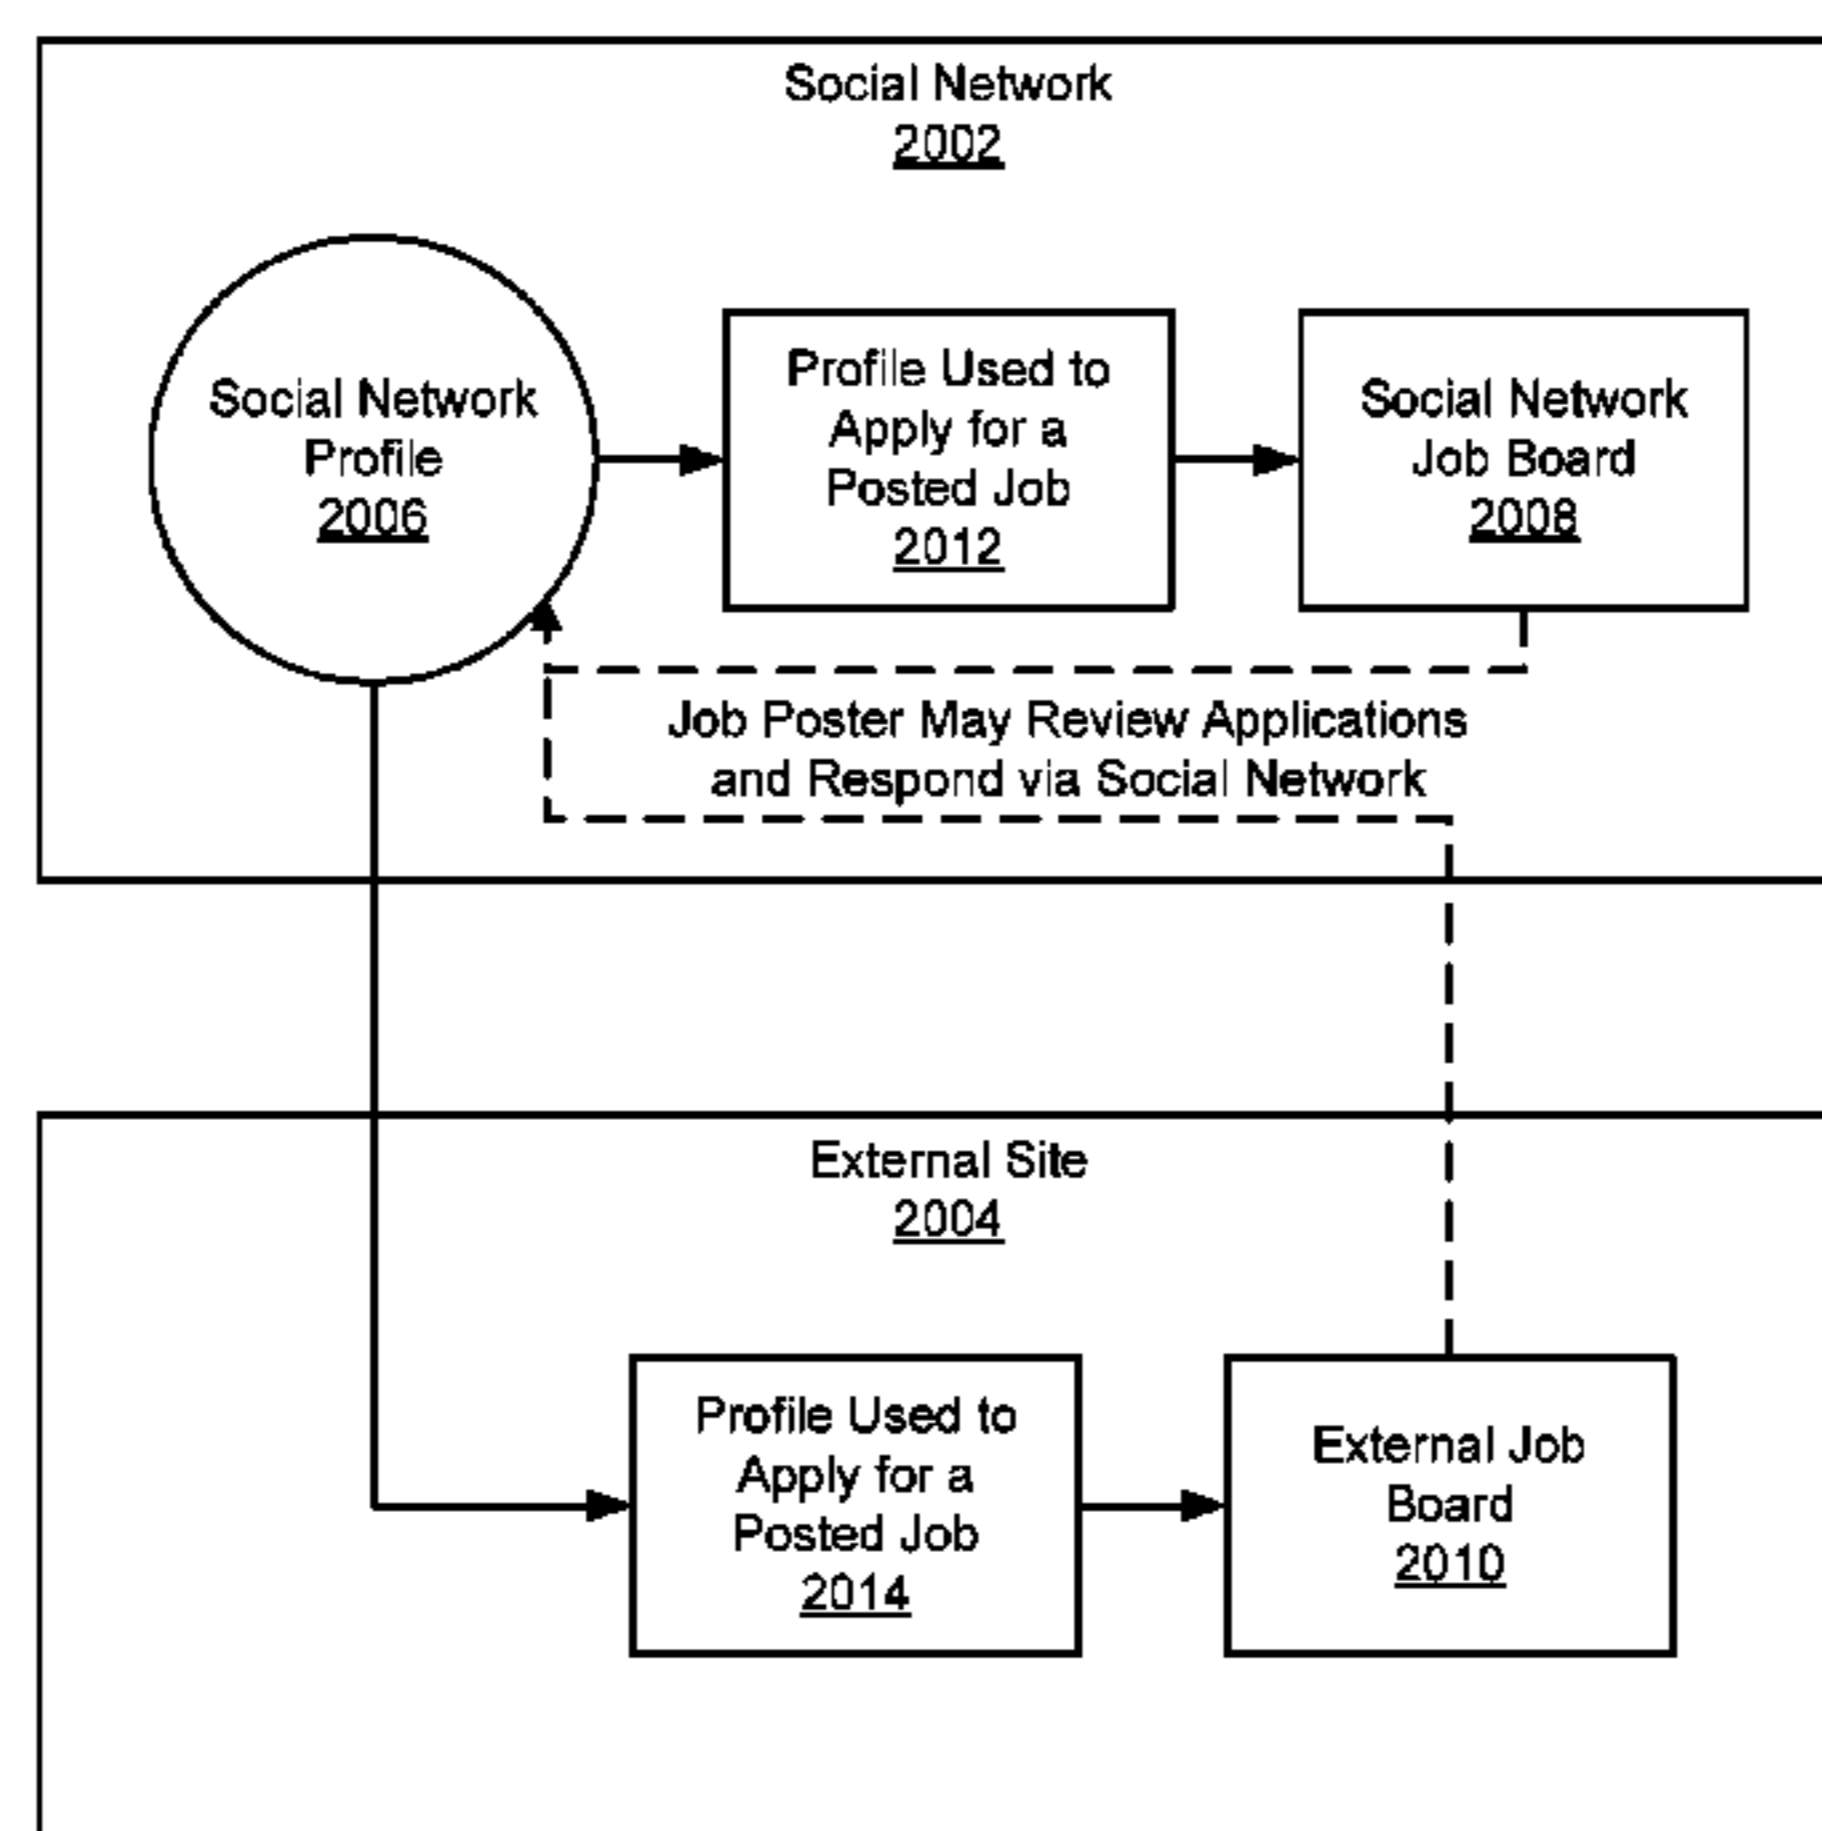 Social Network
2002
Social Network
Profile
2006
Profile Used to
Apply for a
Posted Job
2012
Social Network
Job Board
2008
Job Poster May Review Applications
and Respond via Social Network
External Site
2004
Profile Used to
Apply for a
Posted Job
2014
External Job
Board
2010